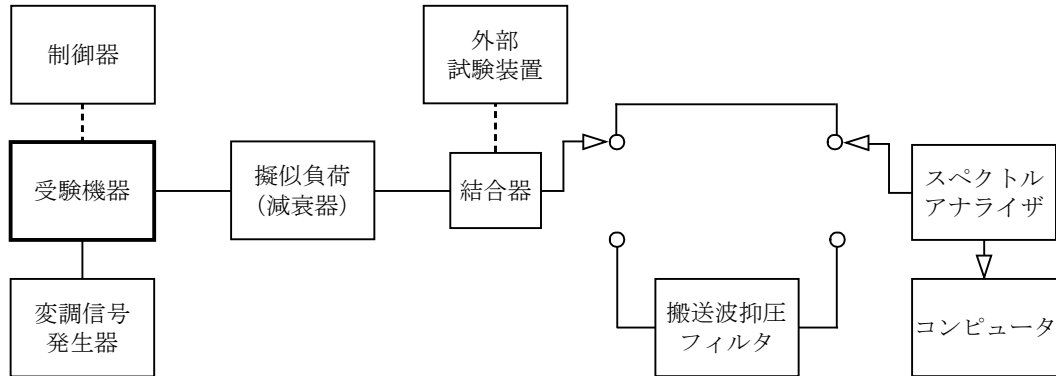 制御器
外部
試験装置
受験機器
擬似負荷
（減衰器）
結合器
スペクトル
アナライザ
変調信号
発生器
搬送波抑圧
フィルタ
コンピュータ